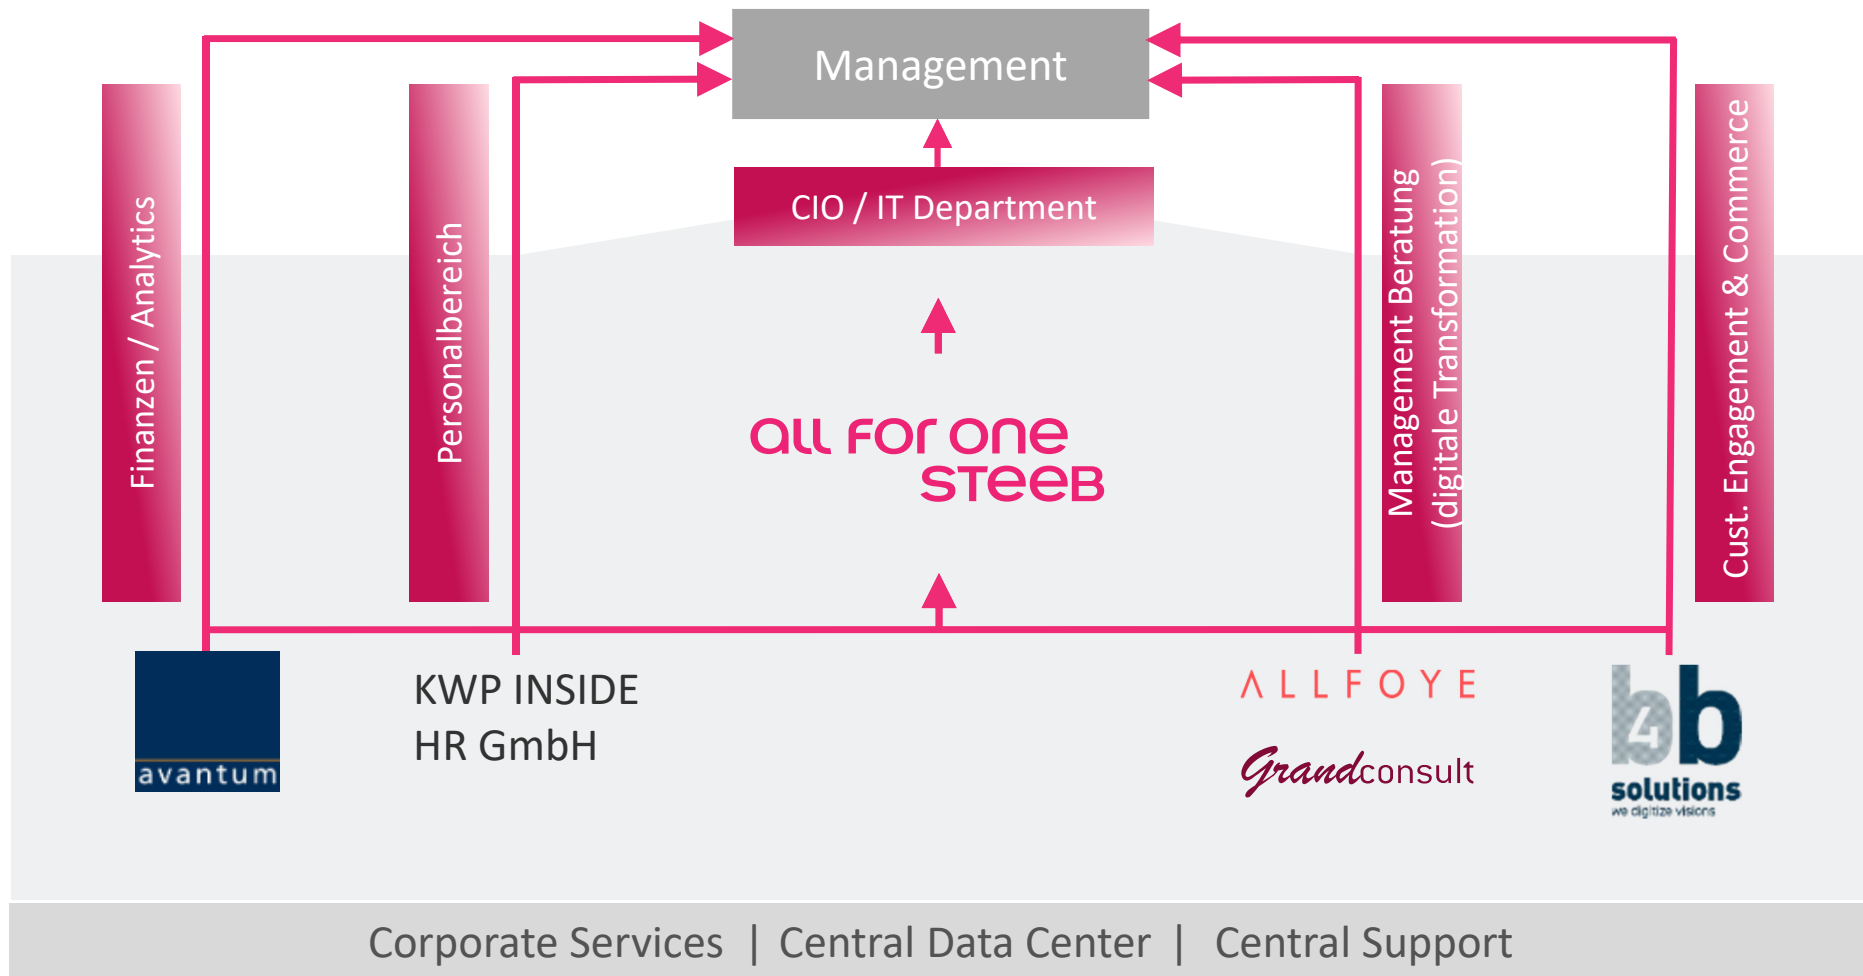 Management
CIO / IT Department
Finanzen / Analytics
Personalbereich
Management Beratung
(digitale Transformation)
Cust. Engagement & Commerce
all for one
steeb
avantum
KWP INSIDE
HR GmbH
ALLFOYE
Grandconsult
b4b
solutions
we digitize visions
Corporate Services | Central Data Center | Central Support